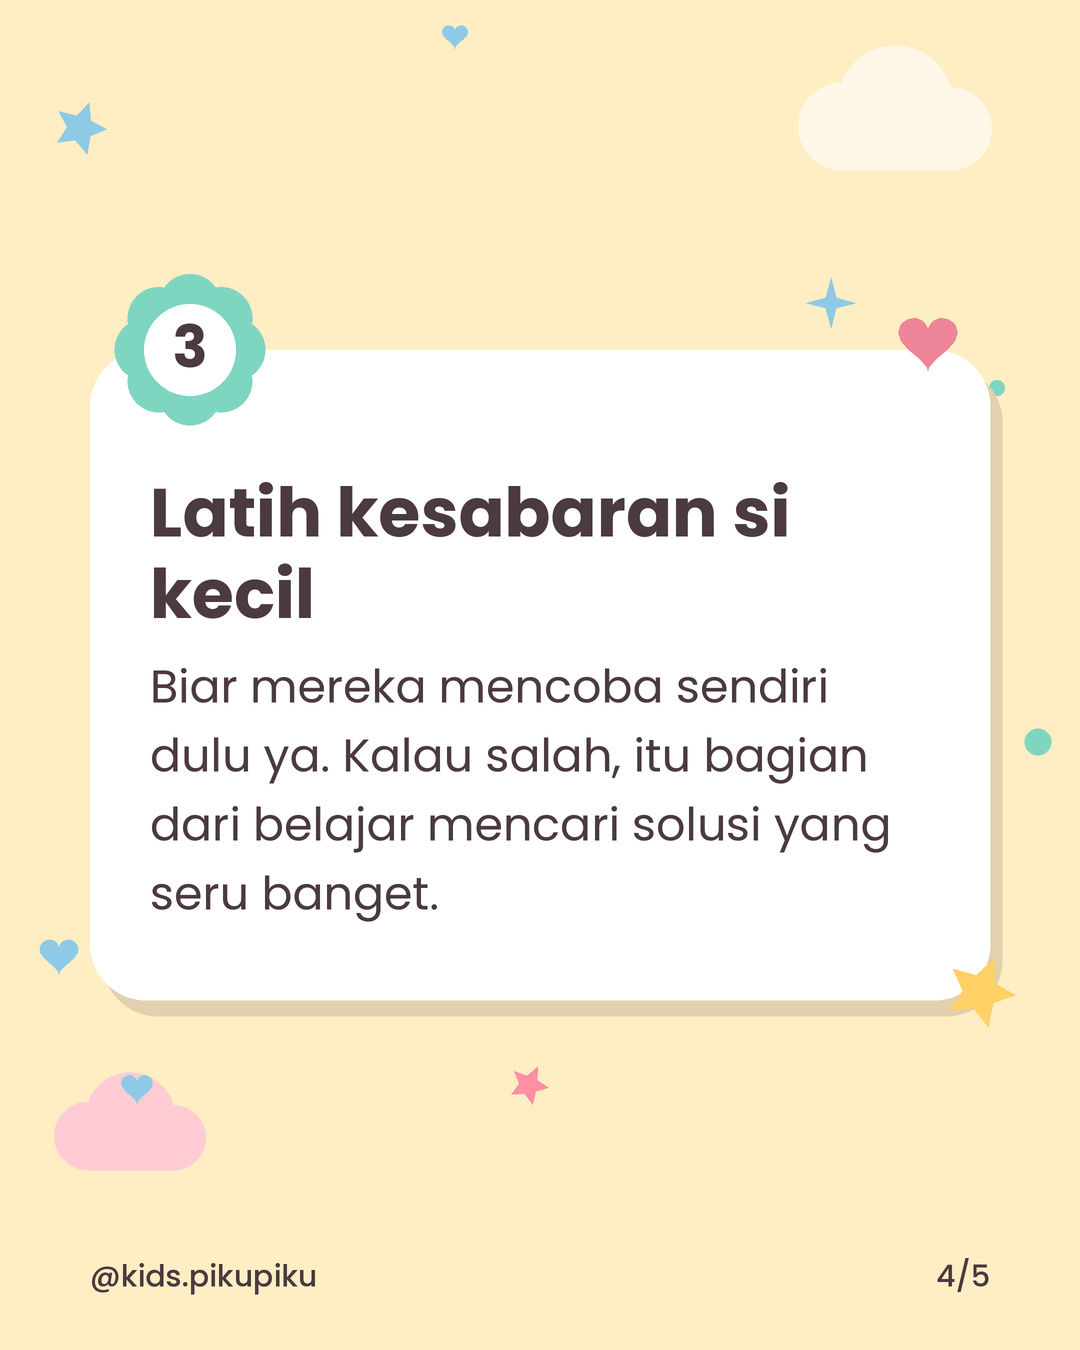 3
Latih kesabaran si
kecil
Biar mereka mencoba sendiri
dulu ya. Kalau salah, itu bagian
dari belajar mencari solusi yang
seru banget.
@kids.pikupiku
4/5